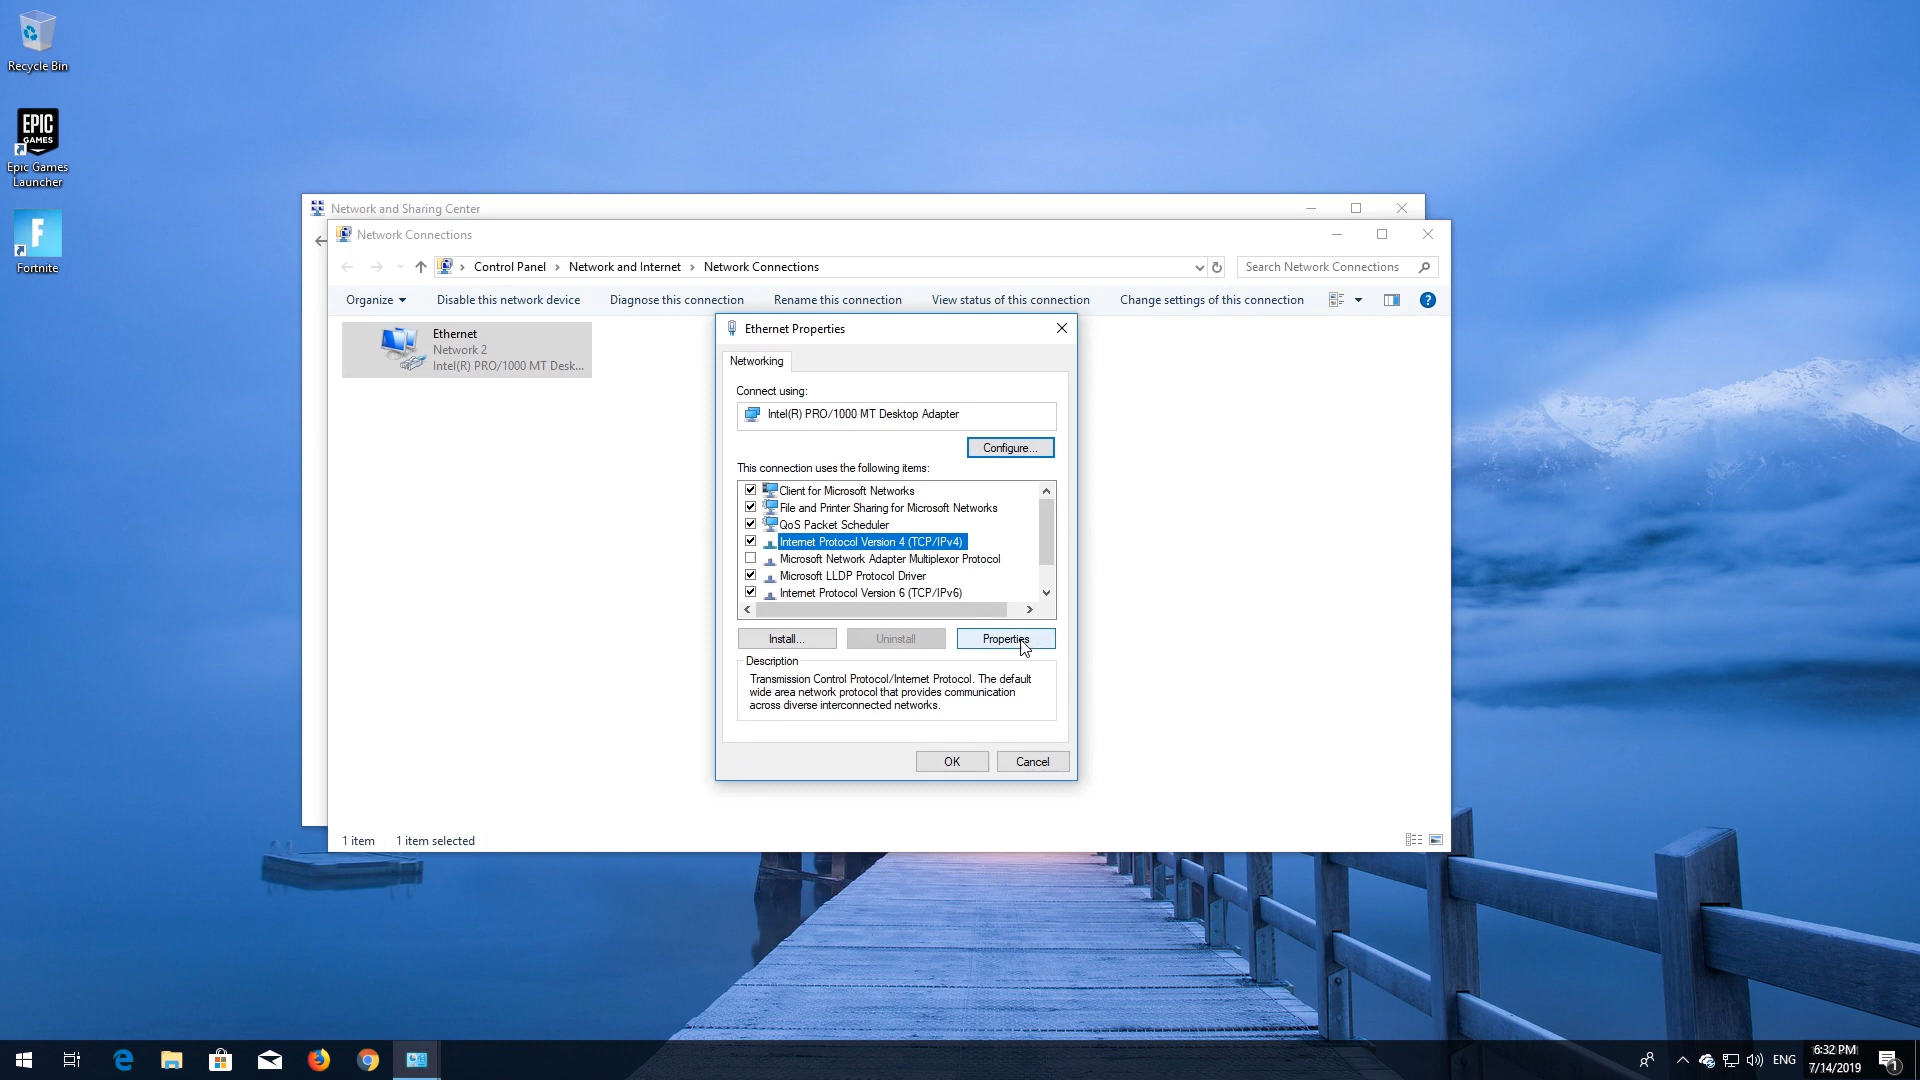 Recycle Bin
EPIC
GAMES
Epic Games
Launcher
F
Fortnite
Network and Sharing Center
Network Connections
Control Panel
Network and Internet
Network Connections
Search Network Connections
Organize
Disable this network device
Diagnose this connection
Rename this connection
View status of this connection
Change settings of this connection
?
Ethernet
Network 2
Intel(R) PRO/1000 MT Desk...
Ethernet Properties
Networking
Connect using:
Intel(R) PRO/1000 MT Desktop Adapter
Configure...
This connection uses the following items:
Client for Microsoft Networks
File and Printer Sharing for Microsoft Networks
QoS Packet Scheduler
Internet Protocol Version 4 (TCP/IPv4)
Microsoft Network Adapter Multiplexor Protocol
Microsoft LLDP Protocol Driver
Internet Protocol Version 6 (TCP/IPv6)
Install...
Uninstall
Properties
Description
Transmission Control Protocol/Internet Protocol. The default
wide area network protocol that provides communication
across diverse interconnected networks.
OK
Cancel
1 item
1 item selected
ENG
6:32 PM
7/14/2019
1